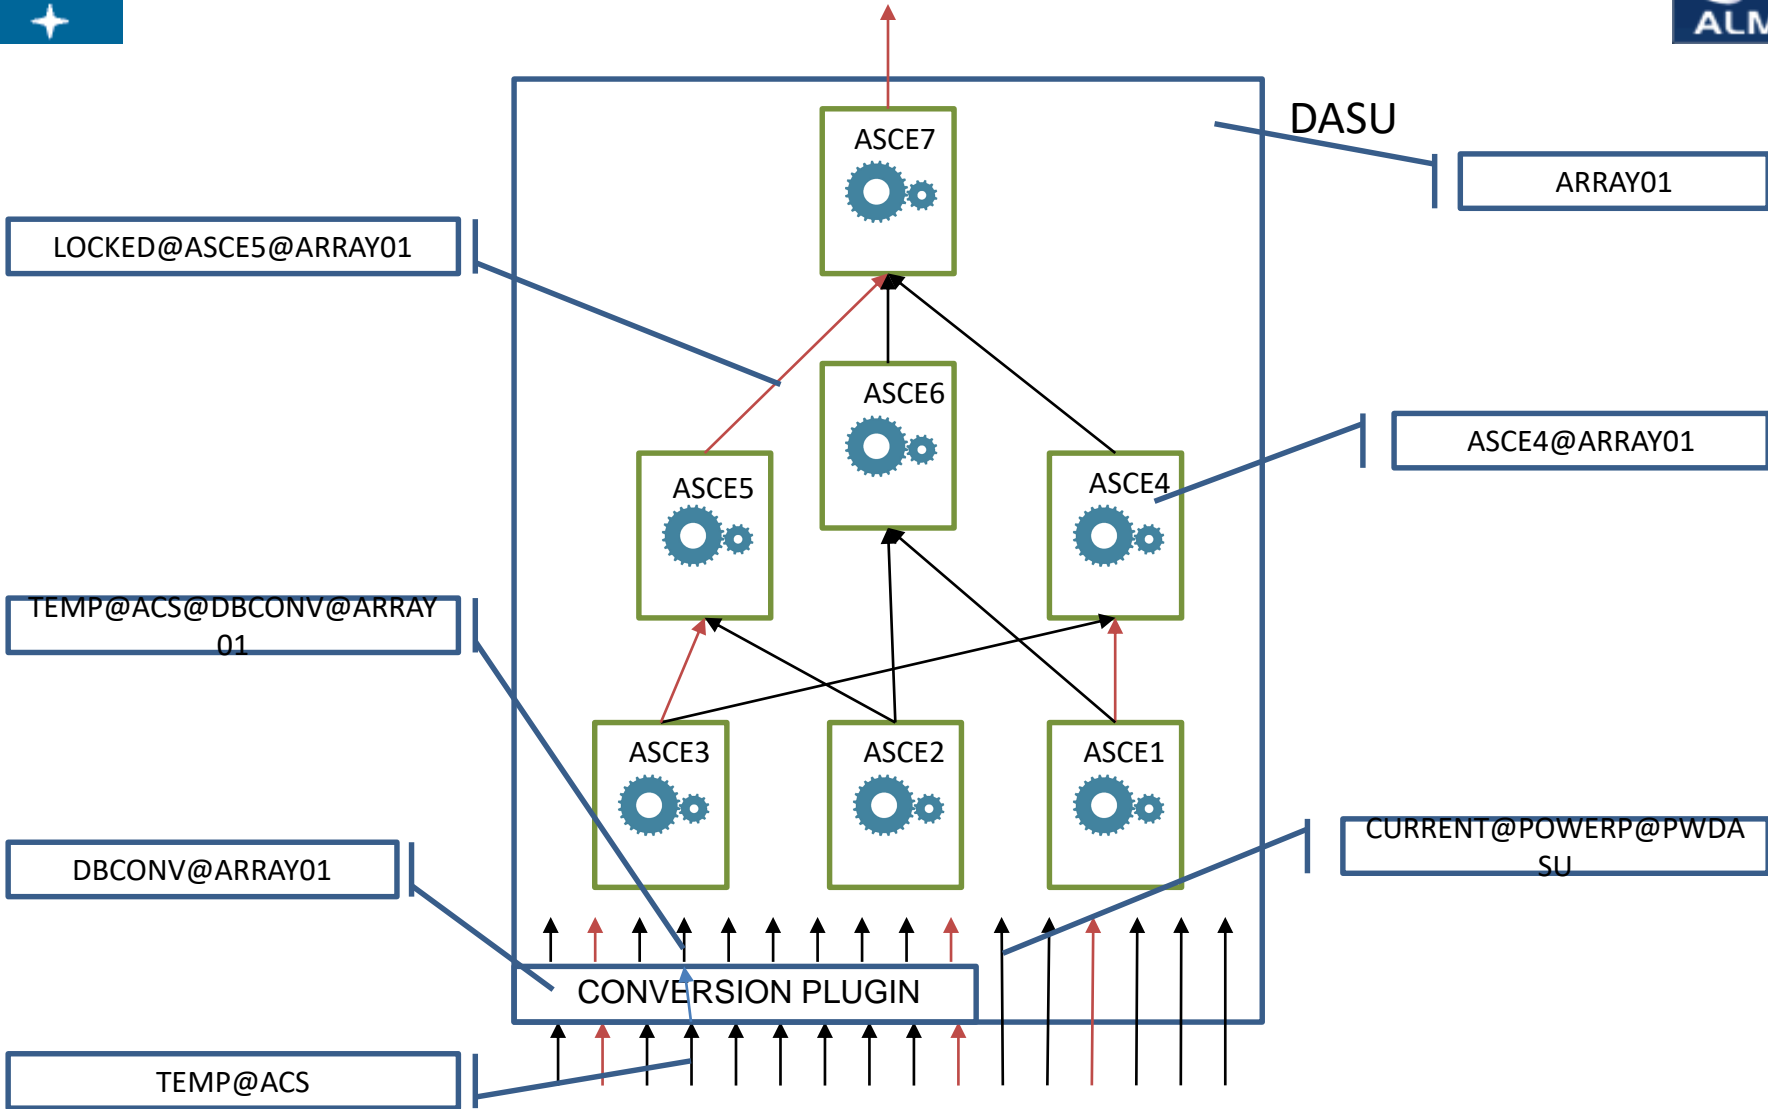 ALM
DASU
ASCE7
ARRAY01
LOCKED@ASCE5@ARRAY01
ASCE6
ASCE4@ARRAY01
ASCE5
ASCE4
TEMP@ACS@DBCONV@ARRAY
01
ASCE3
ASCE2
ASCE1
CURRENT@POWERP@PWDA
SU
DBCONV@ARRAY01
CONVERSION PLUGIN
TEMP@ACS